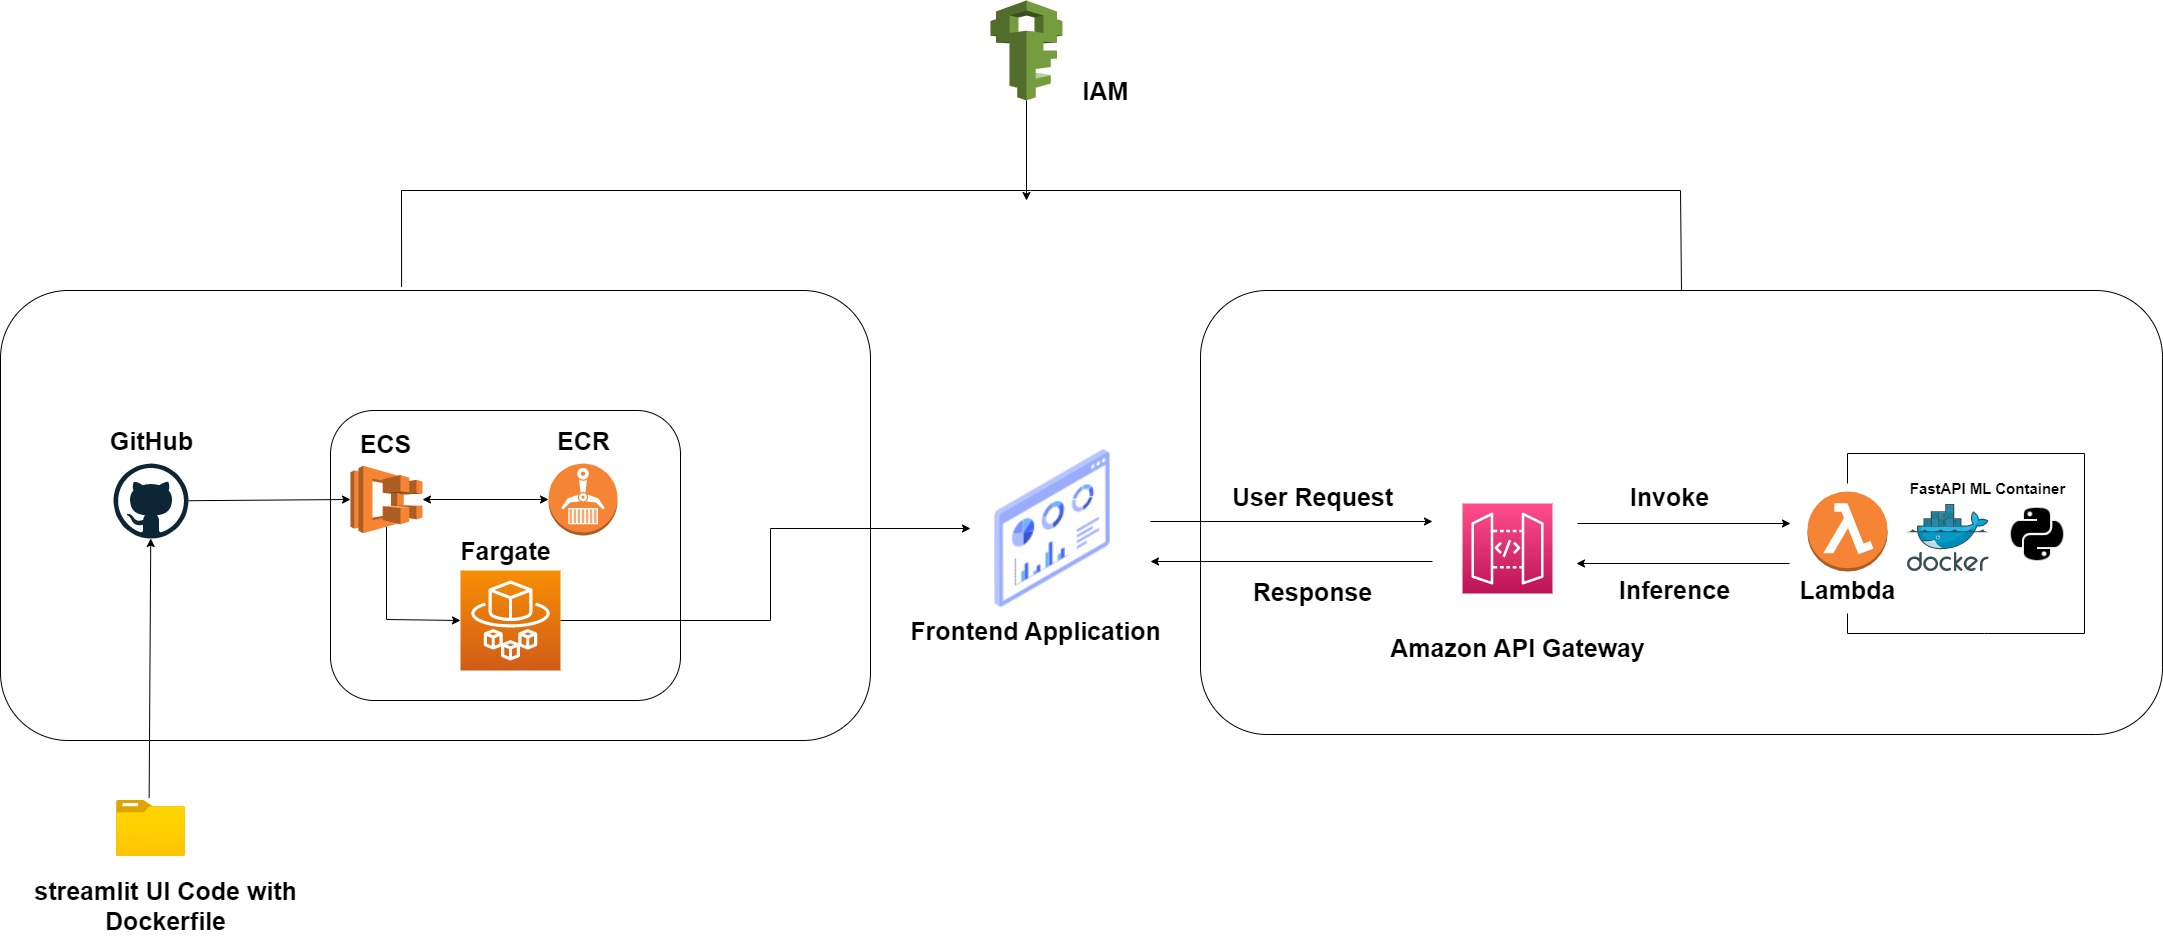 IAM
GitHub
ECS
ECR
Fargate
Frontend Application
User Request
Response
</>
Amazon API Gateway
Invoke
Inference
Lambda
FastAPI ML Container
docker
streamlit UI Code with
Dockerfile